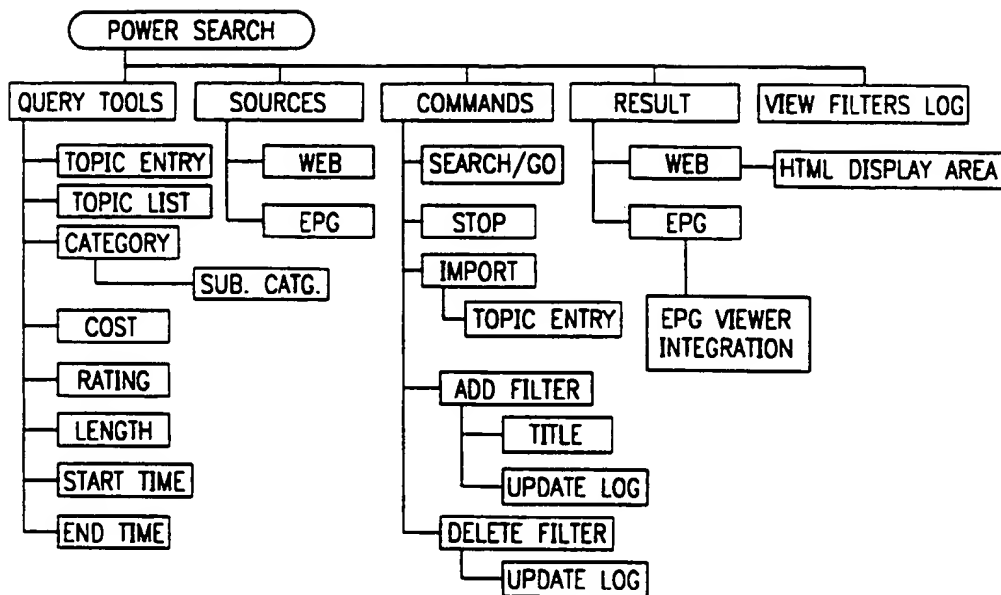 POWER SEARCH
QUERY TOOLS
TOPIC ENTRY
TOPIC LIST
CATEGORY
SUB. CATG.
COST
RATING
LENGTH
START TIME
END TIME
SOURCES
WEB
EPG
COMMANDS
SEARCH/GO
STOP
IMPORT
TOPIC ENTRY
ADD FILTER
TITLE
UPDATE LOG
DELETE FILTER
UPDATE LOG
RESULT
WEB
HTML DISPLAY AREA
EPG
EPG VIEWER
INTEGRATION
VIEW FILTERS LOG